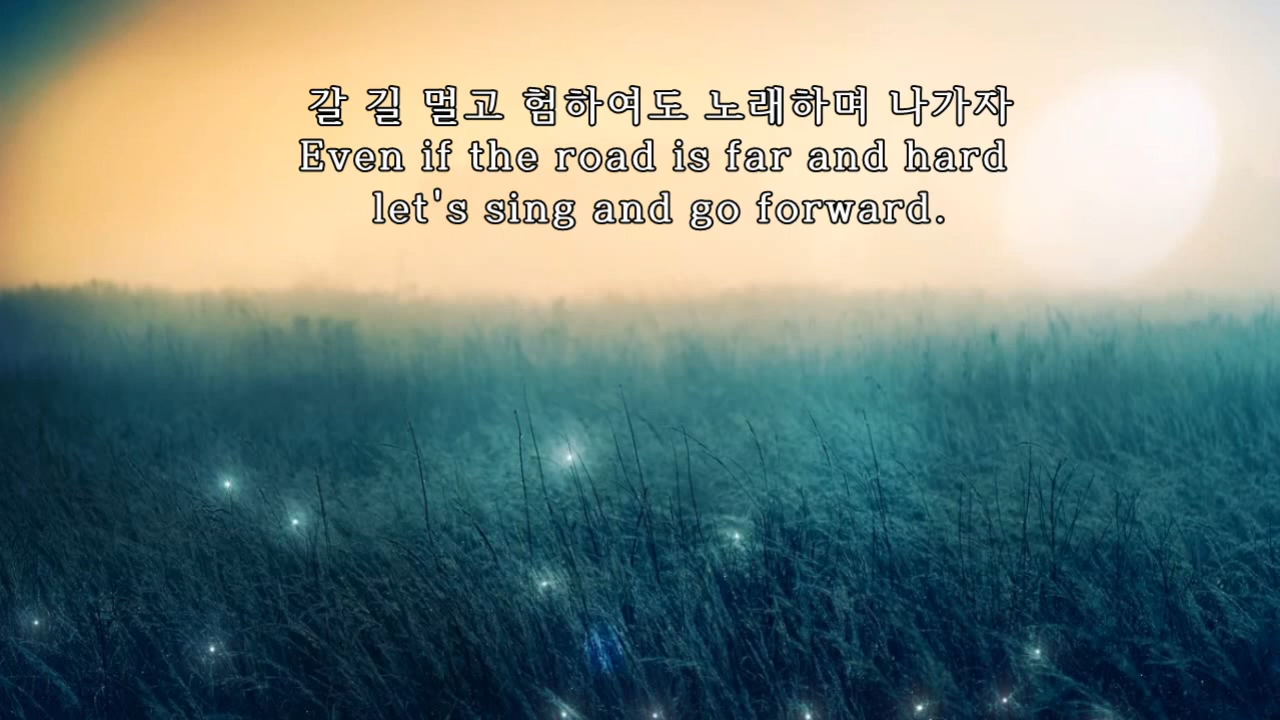 갈 길 멀고 험하여도 노래하며 나가자
Even if the road is far and hard
let's sing and go forward.